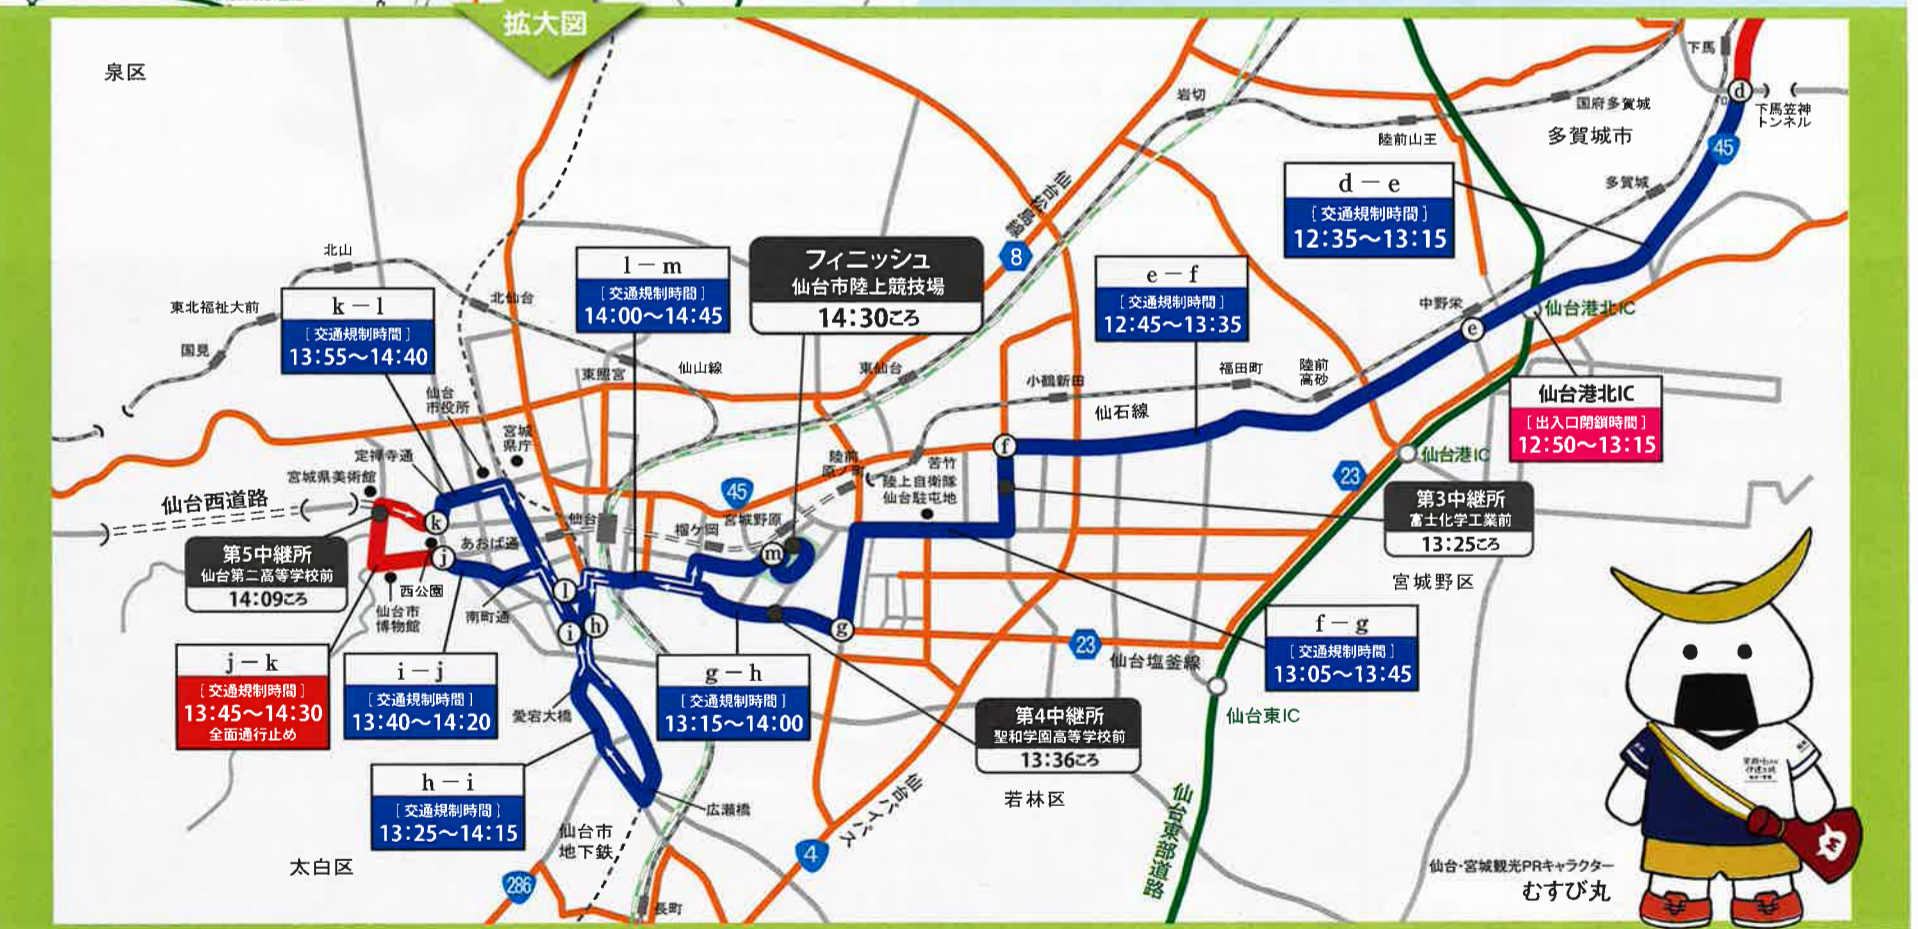 拡大図
泉区
下馬
d
下馬笠神
トンネル
45
岩切
国府多賀城
陸前山王
多賀城市
多賀城
仙台松島線
8
d－e
[交通規制時間]
12:35～13:15
北山
東北福祉大前
北仙台
国見
k－l
[交通規制時間]
13:55～14:40
l－m
[交通規制時間]
14:00～14:45
フィニッシュ
仙台市陸上競技場
14:30ころ
e－f
[交通規制時間]
12:45～13:35
中野栄
仙台港北IC
e
仙山線
東照宮
東仙台
小鶴新田
福田町
陸前
高砂
仙石線
仙台港北IC
[出入口閉鎖時間]
12:50～13:15
仙台
市役所
宮城
県庁
定禅寺通
宮城県美術館
仙台西道路
k
j
あおば通
仙台
榴ケ岡
45
宮城野原
陸前
原ノ町
苦竹
陸上自衛隊
仙台駐屯地
f
m
仙台港IC
23
第3中継所
富士化学工業前
13:25ころ
宮城野区
第5中継所
仙台第二高等学校前
14:09ころ
西公園
仙台市
博物館
南町通
l
i
h
g
23
仙台塩釜線
f－g
[交通規制時間]
13:05～13:45
j－k
[交通規制時間]
13:45～14:30
全面通行止め
i－j
[交通規制時間]
13:40～14:20
g－h
[交通規制時間]
13:15～14:00
愛宕大橋
第4中継所
聖和学園高等学校前
13:36ころ
仙台東IC
h－i
[交通規制時間]
13:25～14:15
広瀬橋
仙台市
地下鉄
若林区
仙台バイパス
4
仙台東部道路
太白区
286
長町
仙台・宮城観光PRキャラクター
むすび丸